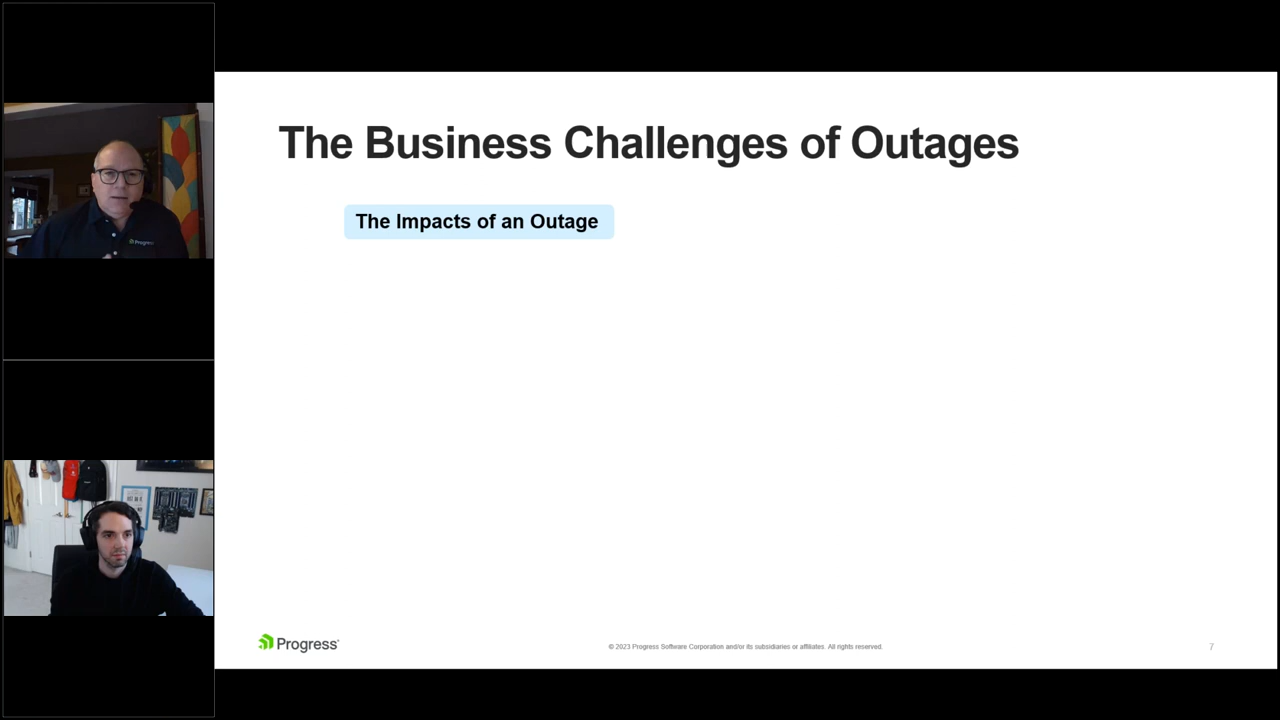 The Business Challenges of Outages
The Impacts of an Outage
Progress
Progress
© 2023 Progress Software Corporation and/or its subsidiaries or affiliates. All rights reserved.
7